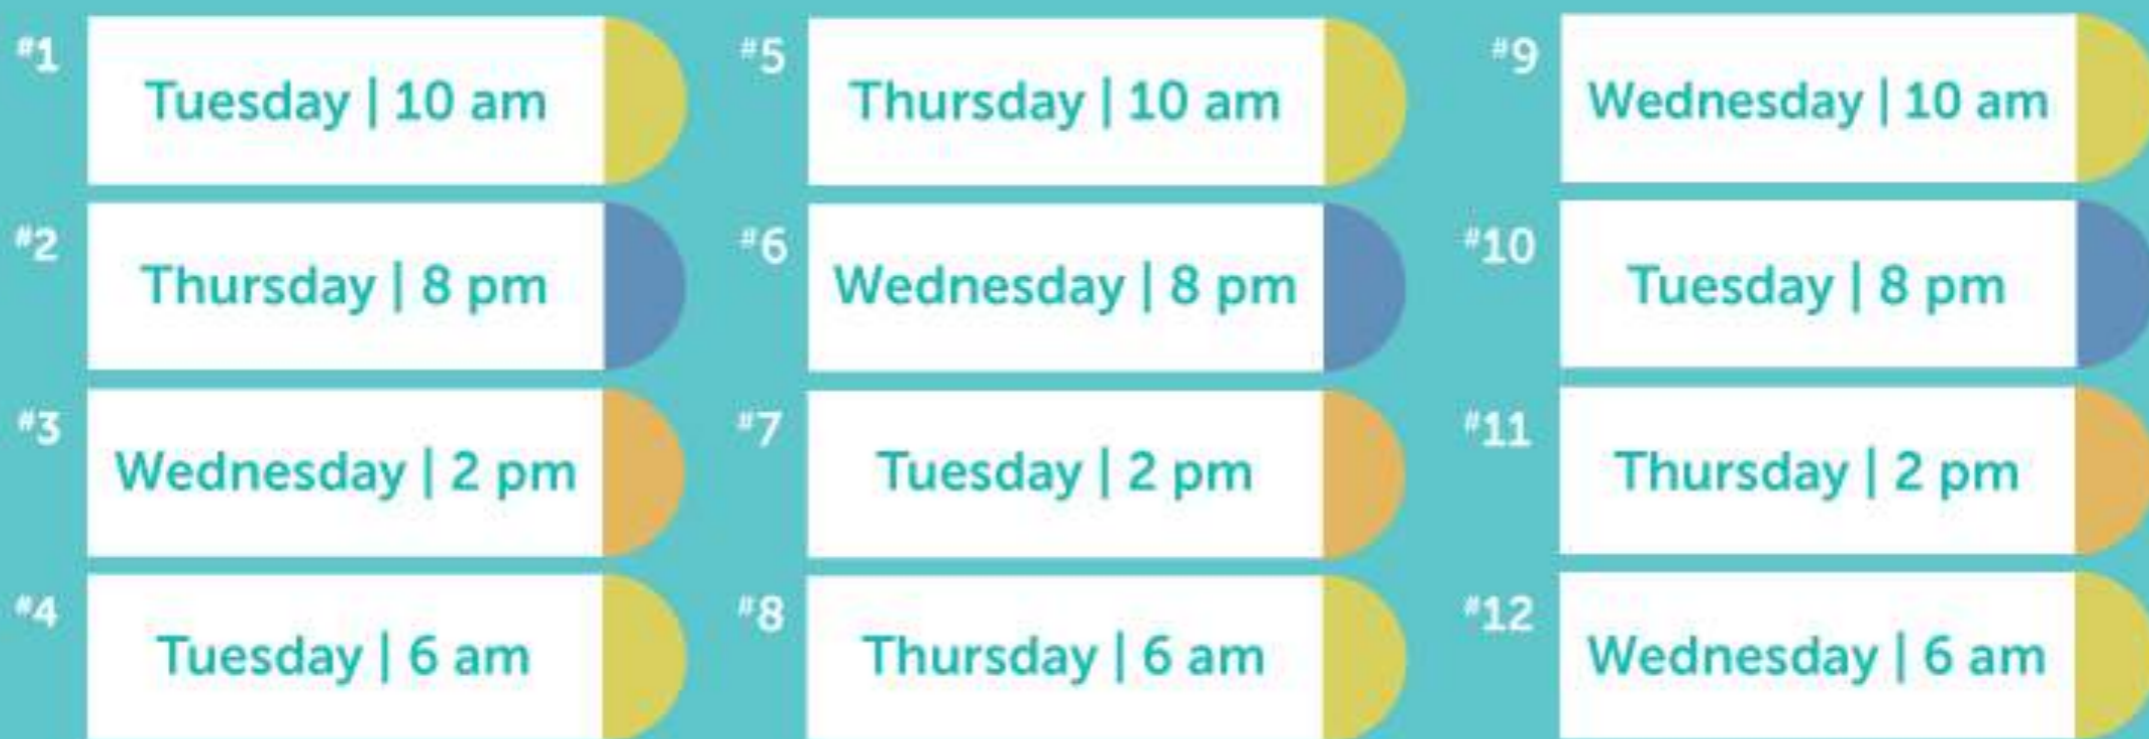 #1
Tuesday | 10 am
#2
Thursday | 8 pm
#3
Wednesday | 2 pm
#4
Tuesday | 6 am
#5
Thursday | 10 am
#6
Wednesday | 8 pm
#7
Tuesday | 2 pm
#8
Thursday | 6 am
#9
Wednesday | 10 am
#10
Tuesday | 8 pm
#11
Thursday | 2 pm
#12
Wednesday | 6 am